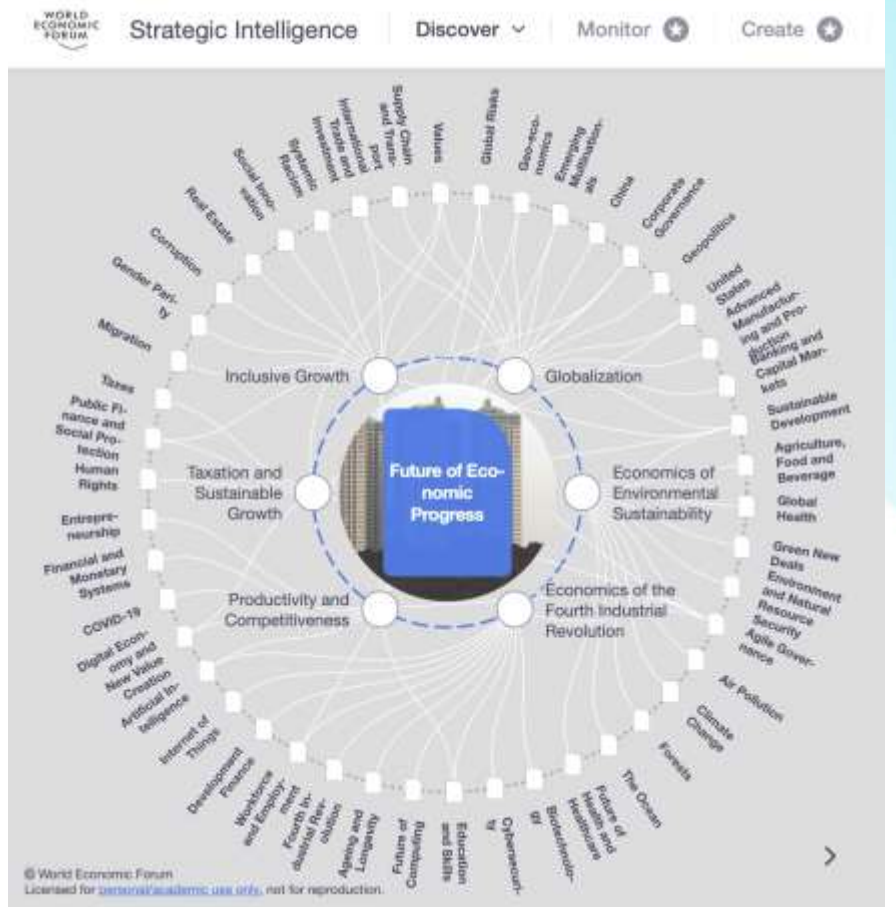 WORLD
ECONOMIC
FORUM
Strategic Intelligence
Discover
Monitor
Create
Supply Chain
and Trans-
port
Values
Global Risks
Geo-eco-
nomics
Emerging
Multination-
als
China
Corporate
Governance
Geopolitics
United
States
Advanced
Manufactur-
ing and Pro-
duction
Banking and
Capital Mar-
kets
Sustainable
Development
Agriculture,
Food and
Beverage
Global
Health
Green New
Deals
Environment
and Natural
Resource
Security
Agile Gover-
nance
Air Pollution
Climate
Change
Forests
The Ocean
Future of
Health and
Healthcare
Biotechnolo-
gy
Cybersecuri-
ty
Education
and Skills
Future of
Computing
Ageing and
Longevity
Fourth In-
dustrial Rev-
olution
Workforce
and Employ-
ment
Development
Finance
Internet of
Things
Artificial In-
telligence
Digital Econ-
omy and
New Value
Creation
COVID-19
Financial and
Monetary
Systems
Entrepre-
neurship
Human
Rights
Public Fi-
nance and
Social Pro-
tection
Taxes
Migration
Gender Pari-
ty
Corruption
Real Estate
Social Inno-
vation
Systemic
Racism
International
Trade and
Investment
Inclusive Growth
Globalization
Taxation and
Sustainable
Growth
Future of Eco-
nomic
Progress
Economics of
Environmental
Sustainability
Productivity and
Competitiveness
Economics of the
Fourth Industrial
Revolution
© World Economic Forum
Licensed for personal/academic use only, not for reproduction.